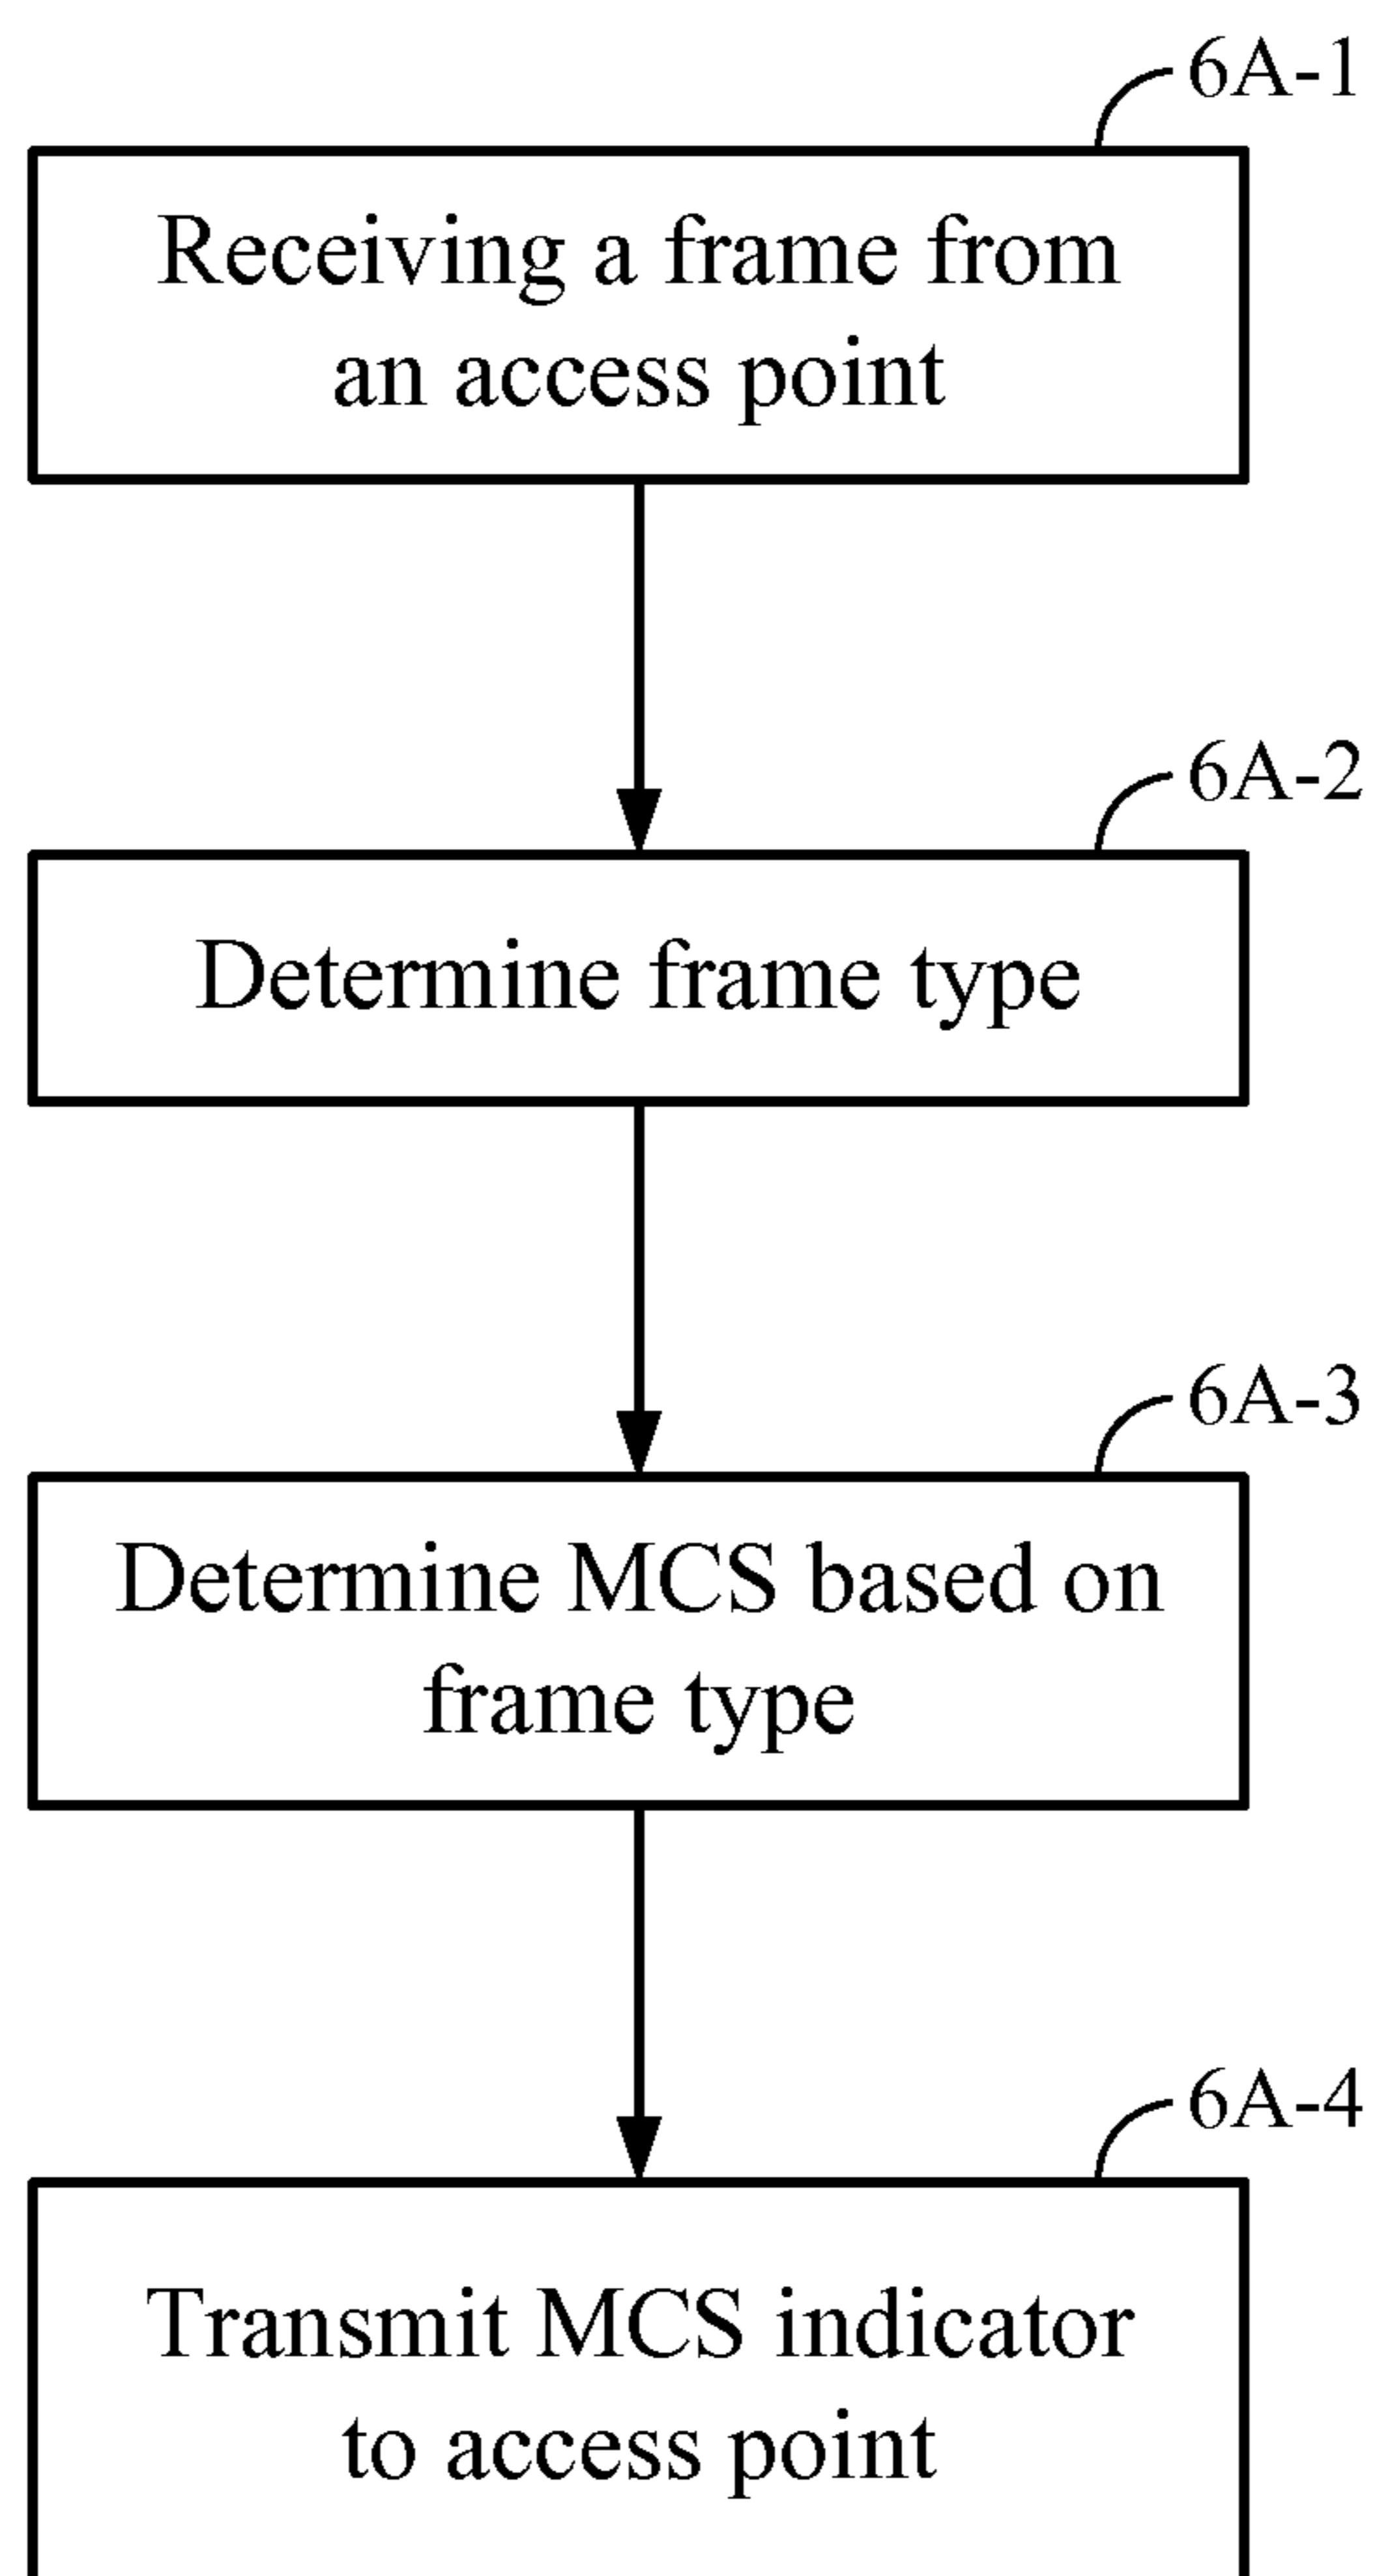 6A-1
Receiving a frame from
an access point
6A-2
Determine frame type
6A-3
Determine MCS based on
frame type
6A-4
Transmit MCS indicator
to access point